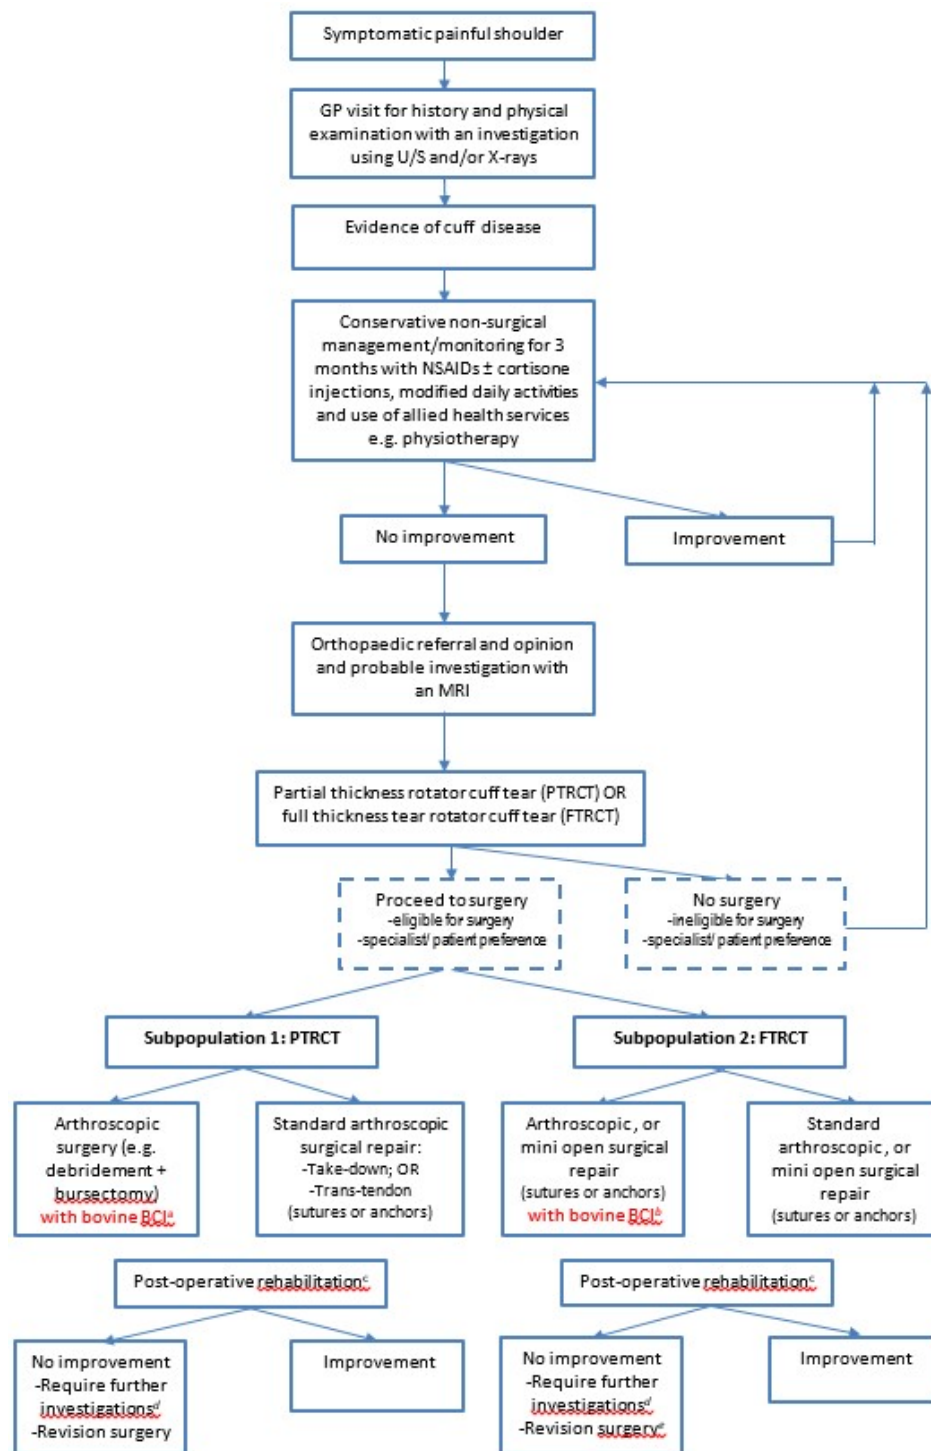 Symptomatic painful shoulder
GP visit for history and physical
examination with an investigation
using U/S and/or X-rays
Evidence of cuff disease
Conservative non-surgical
management/monitoring for 3
months with NSAIDs ± cortisone
injections, modified daily activities
and use of allied health services
e.g. physiotherapy
No improvement
Improvement
Orthopaedic referral and opinion
and probable investigation with
an MRI
Partial thickness rotator cuff tear (PTRCT) OR
full thickness tear rotator cuff tear (FTRCT)
Proceed to surgery
-eligible for surgery
-specialist/ patient preference
No surgery
-ineligible for surgery
-specialist/ patient preference
Subpopulation 1: PTRCT
Subpopulation 2: FTRCT
Arthroscopic
surgery (e.g.
debridement +
bursectomy)
with bovine BCIᵃ
Standard arthroscopic
surgical repair:
-Take-down; OR
-Trans-tendon
(sutures or anchors)
Arthroscopic, or
mini open surgical
repair
(sutures or anchors)
with bovine BCIᵇ
Standard
arthroscopic, or
mini open surgical
repair
(sutures or anchors)
Post-operative rehabilitationᶜ
Post-operative rehabilitationᶜ
No improvement
-Require further
investigationsᵈ
-Revision surgery
Improvement
No improvement
-Require further
investigationsᵈ
-Revision surgeryᵉ
Improvement